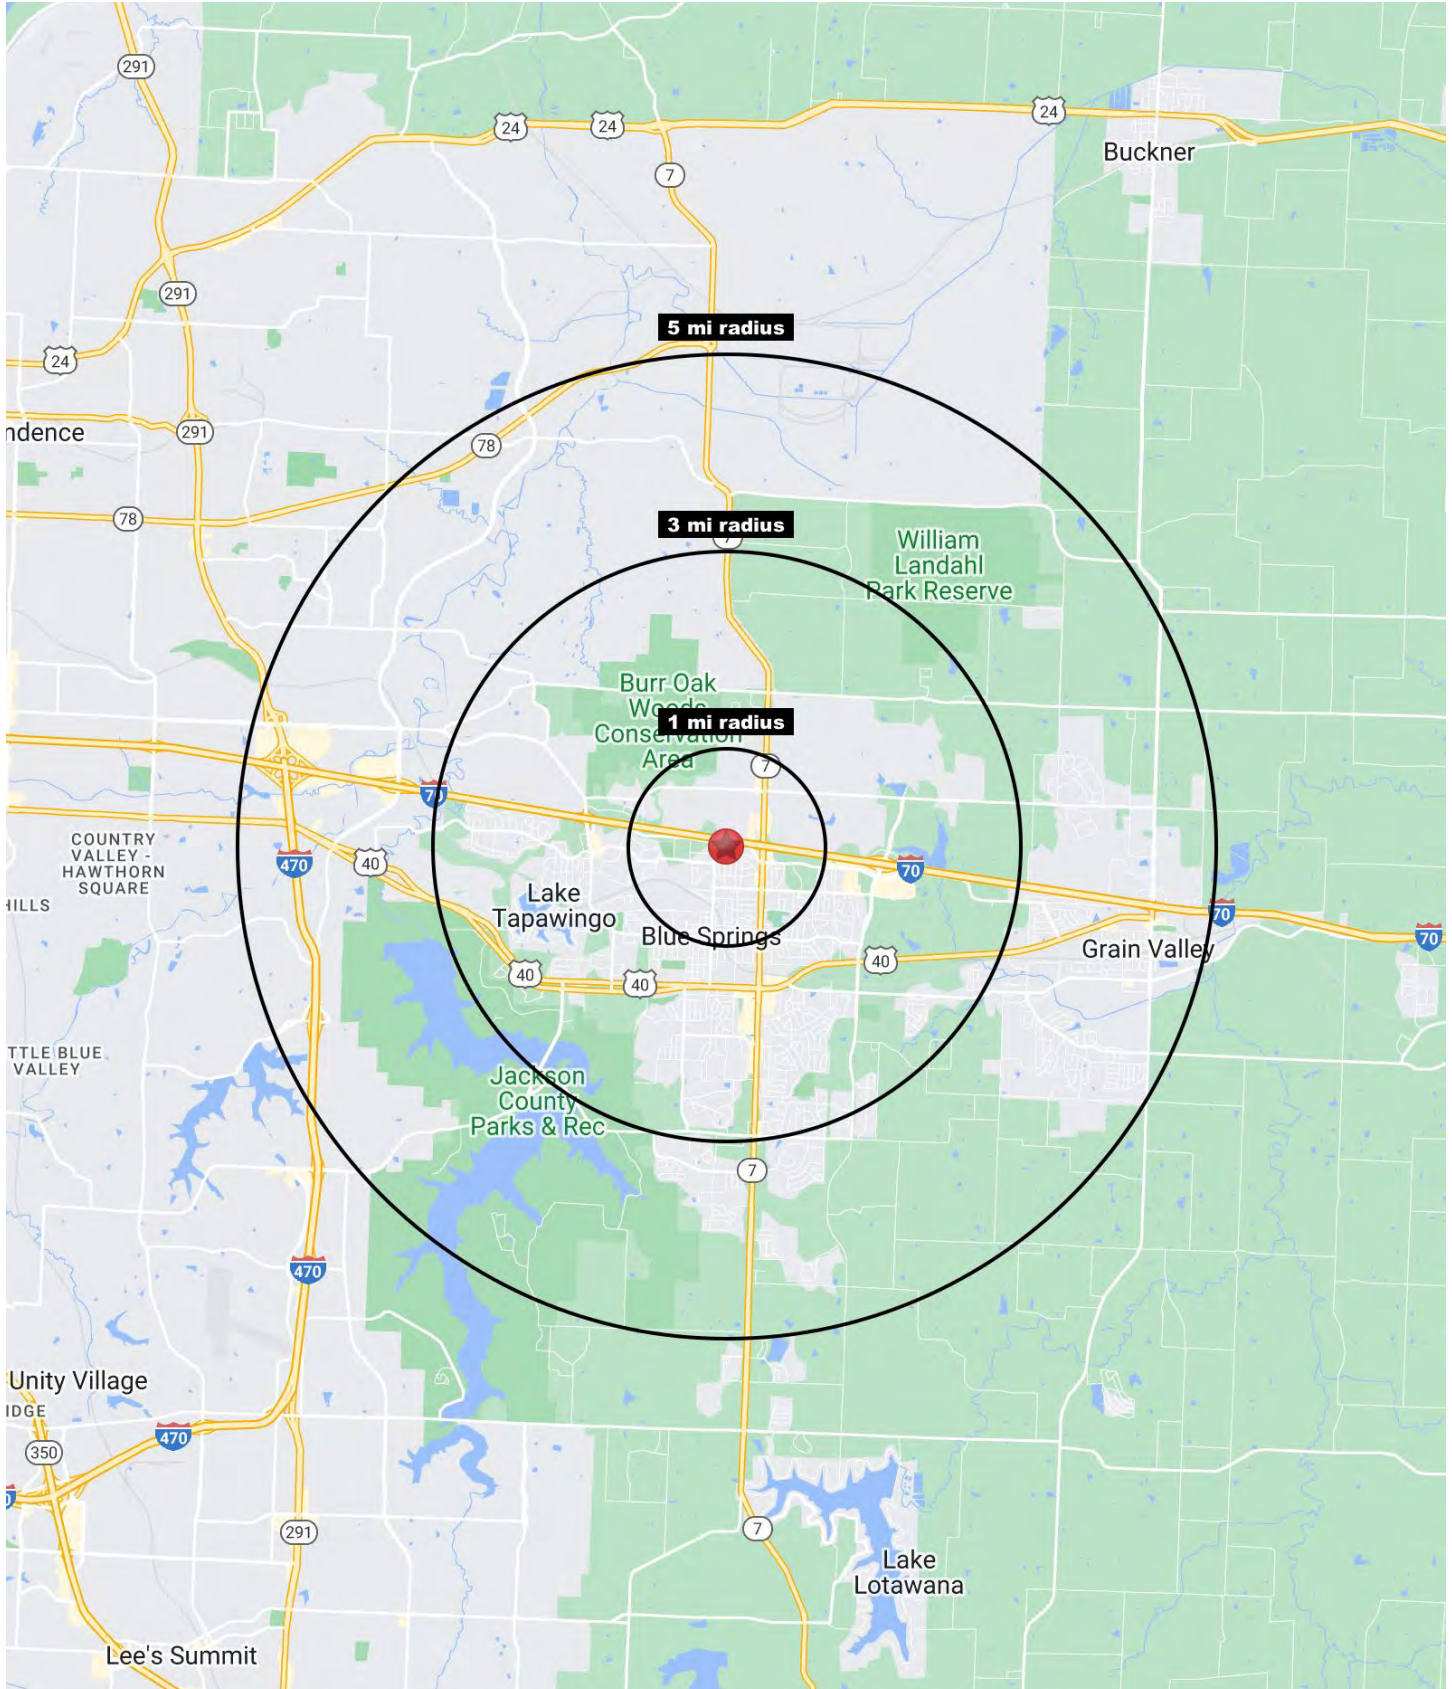 291
24
24
24
Buckner
7
291
5 mi radius
24
ndence
291
78
78
3 mi radius
7
William
Landahl
Park Reserve
Burr Oak
Woods
Conservation
Area
1 mi radius
7
70
COUNTRY
VALLEY -
HAWTHORN
SQUARE
470
40
70
HILLS
Lake
Tapawingo
Blue Springs
70
70
Grain Valley
40
40
40
TTLE BLUE
VALLEY
Jackson
County
Parks & Rec
7
470
Unity Village
IDGE
470
350
291
7
Lake
Lotawana
Lee's Summit